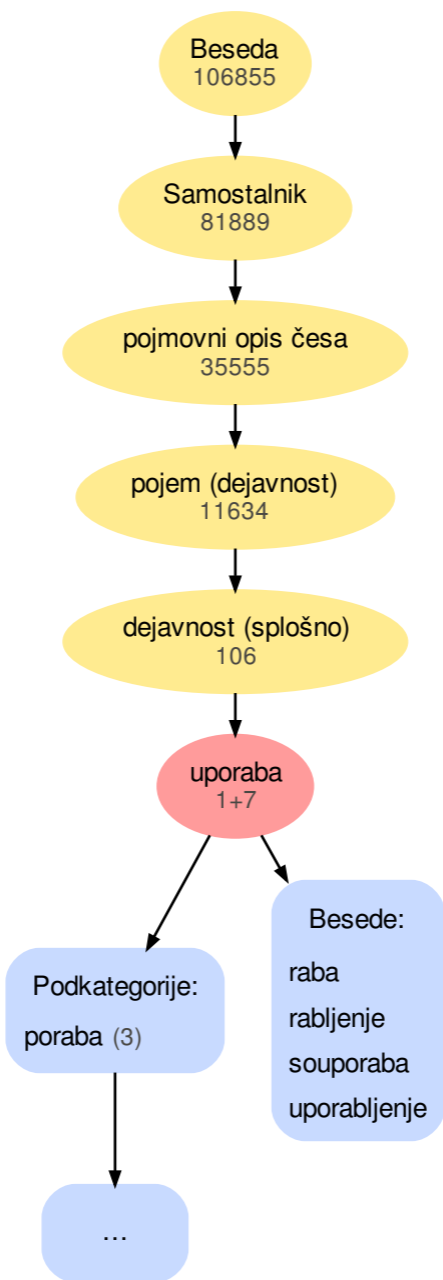 Beseda
106855
Samostalnik
81889
pojmovni opis česa
35555
pojem (dejavnost)
11634
dejavnost (splošno)
106
uporaba
1+7
Podkategorije:
poraba (3)
...
Besede:
raba
rabljenje
souporaba
uporabljenje